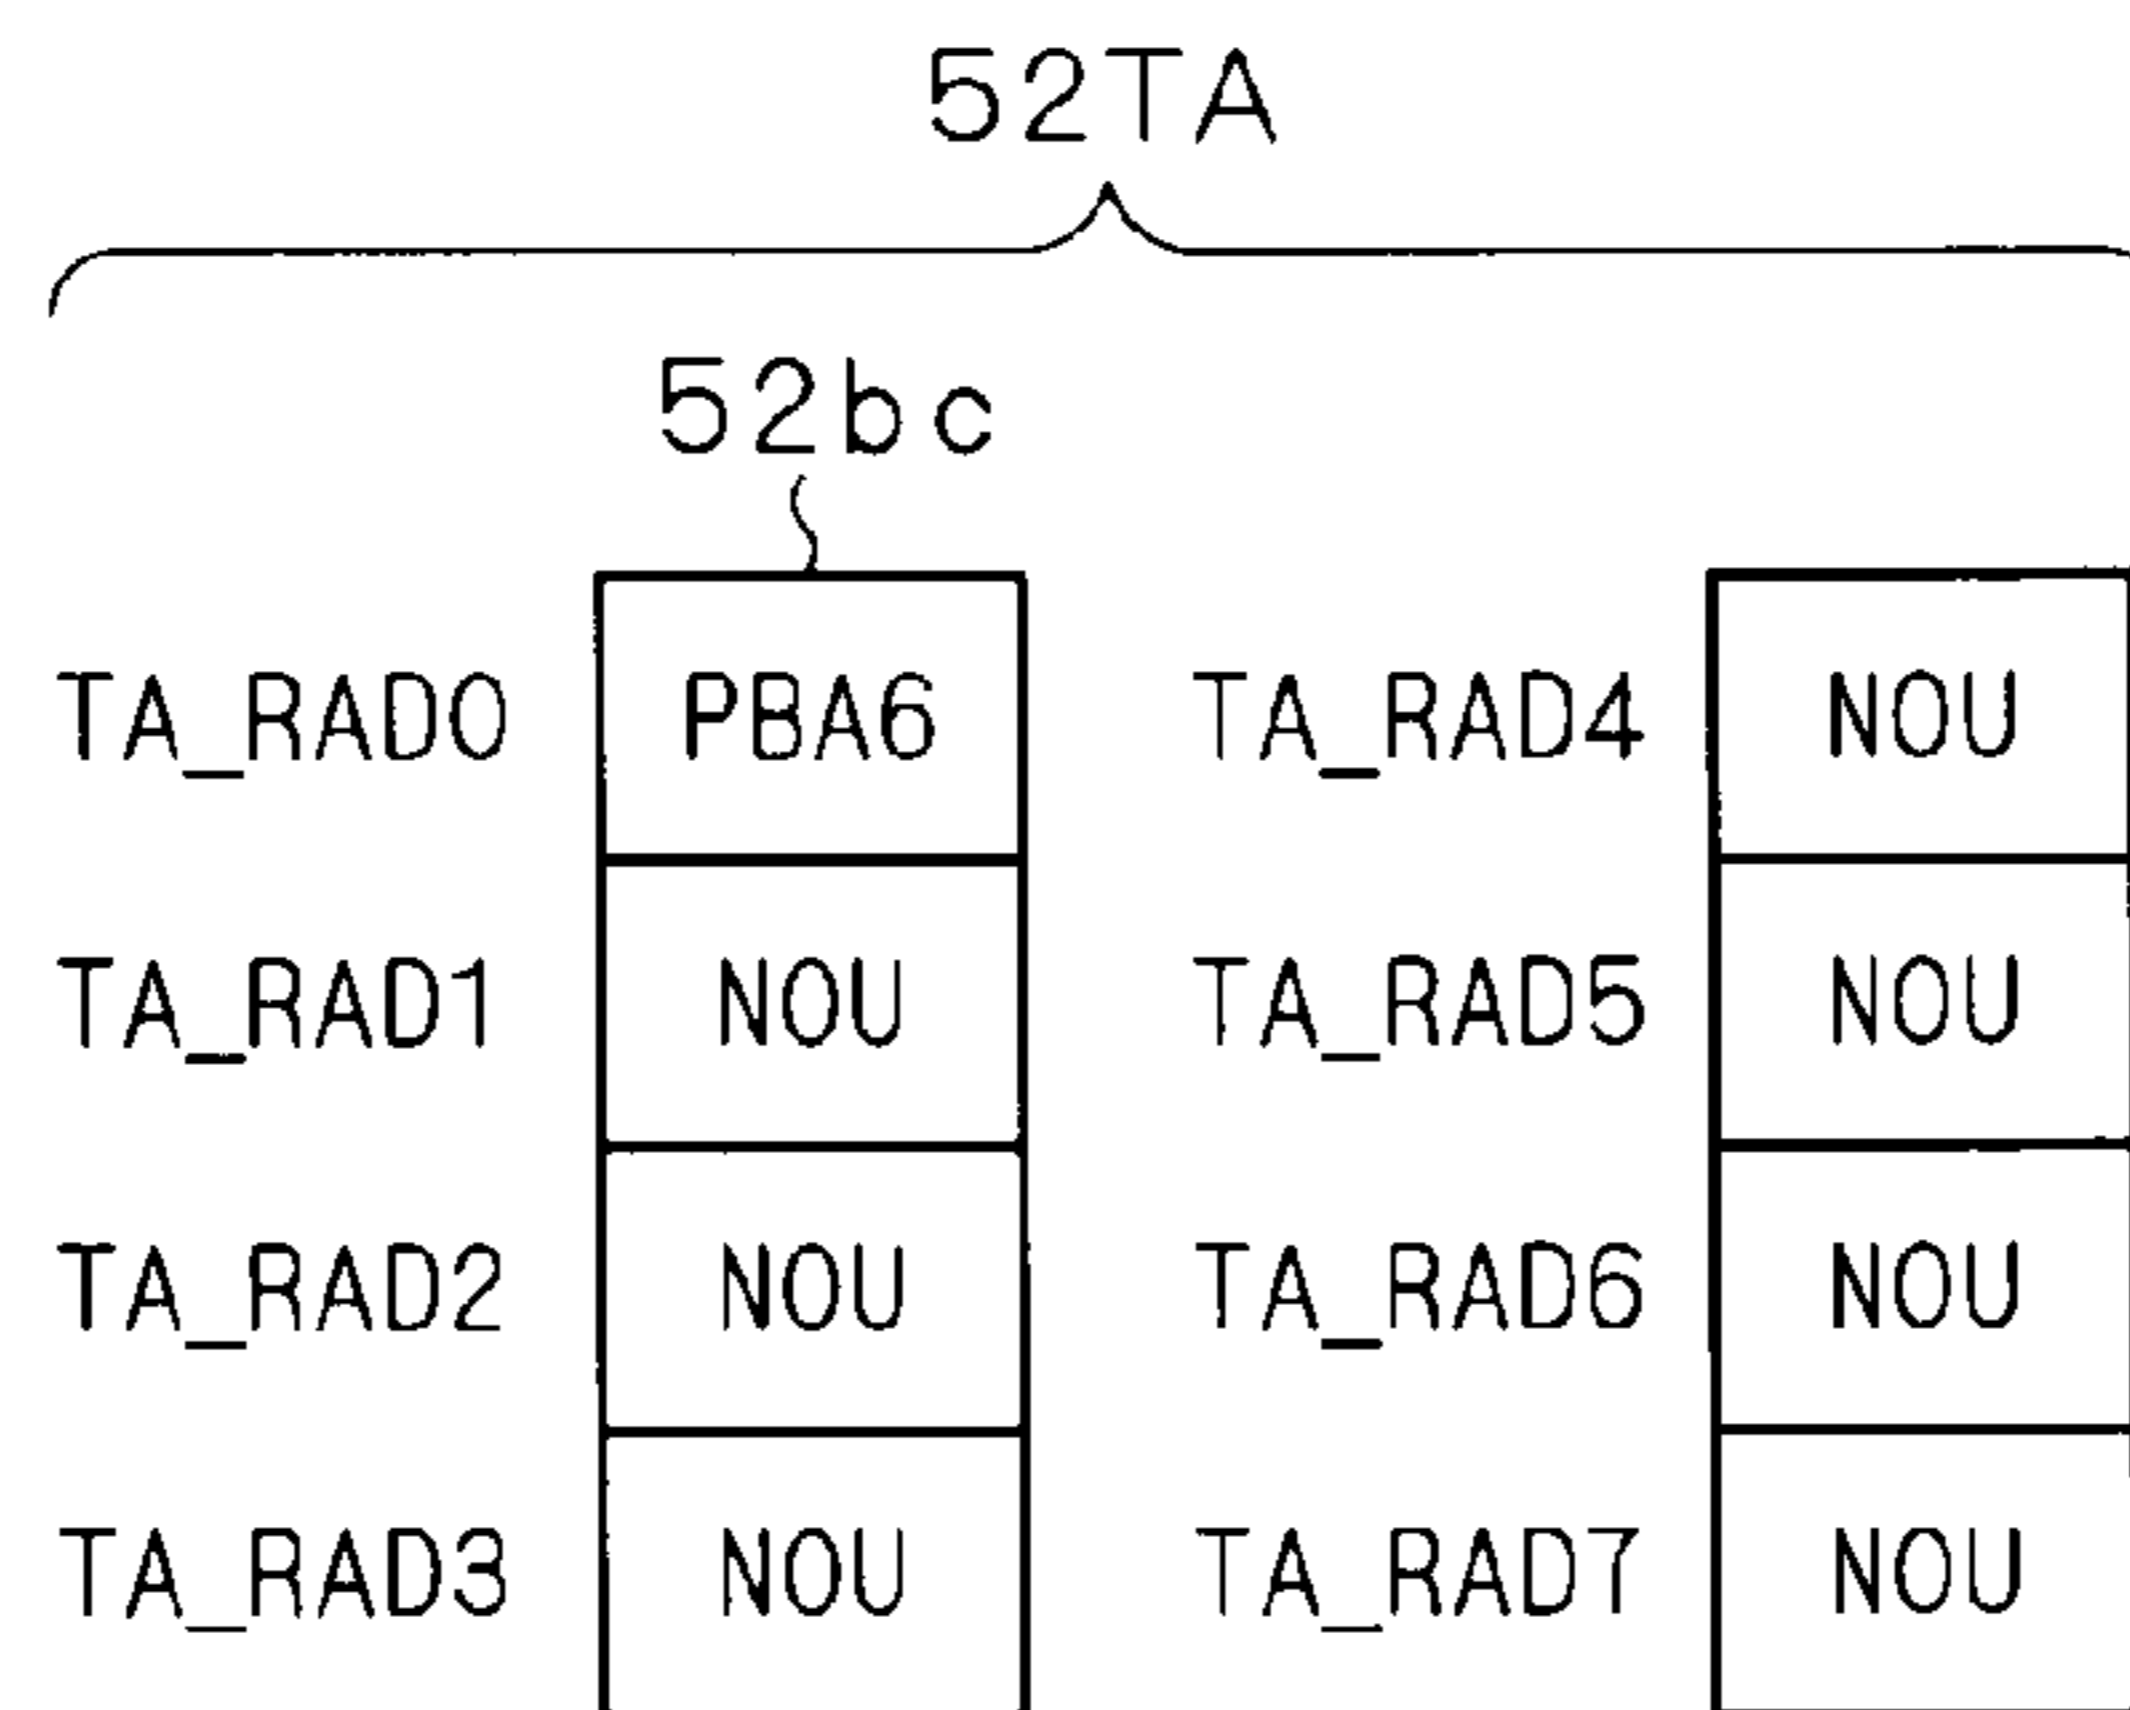 52TA
52bc
TA_RAD0 PBA6 TA_RAD4 NOU
TA_RAD1 NOU TA_RAD5 NOU
TA_RAD2 NOU TA_RAD6 NOU
TA_RAD3 NOU TA_RAD7 NOU